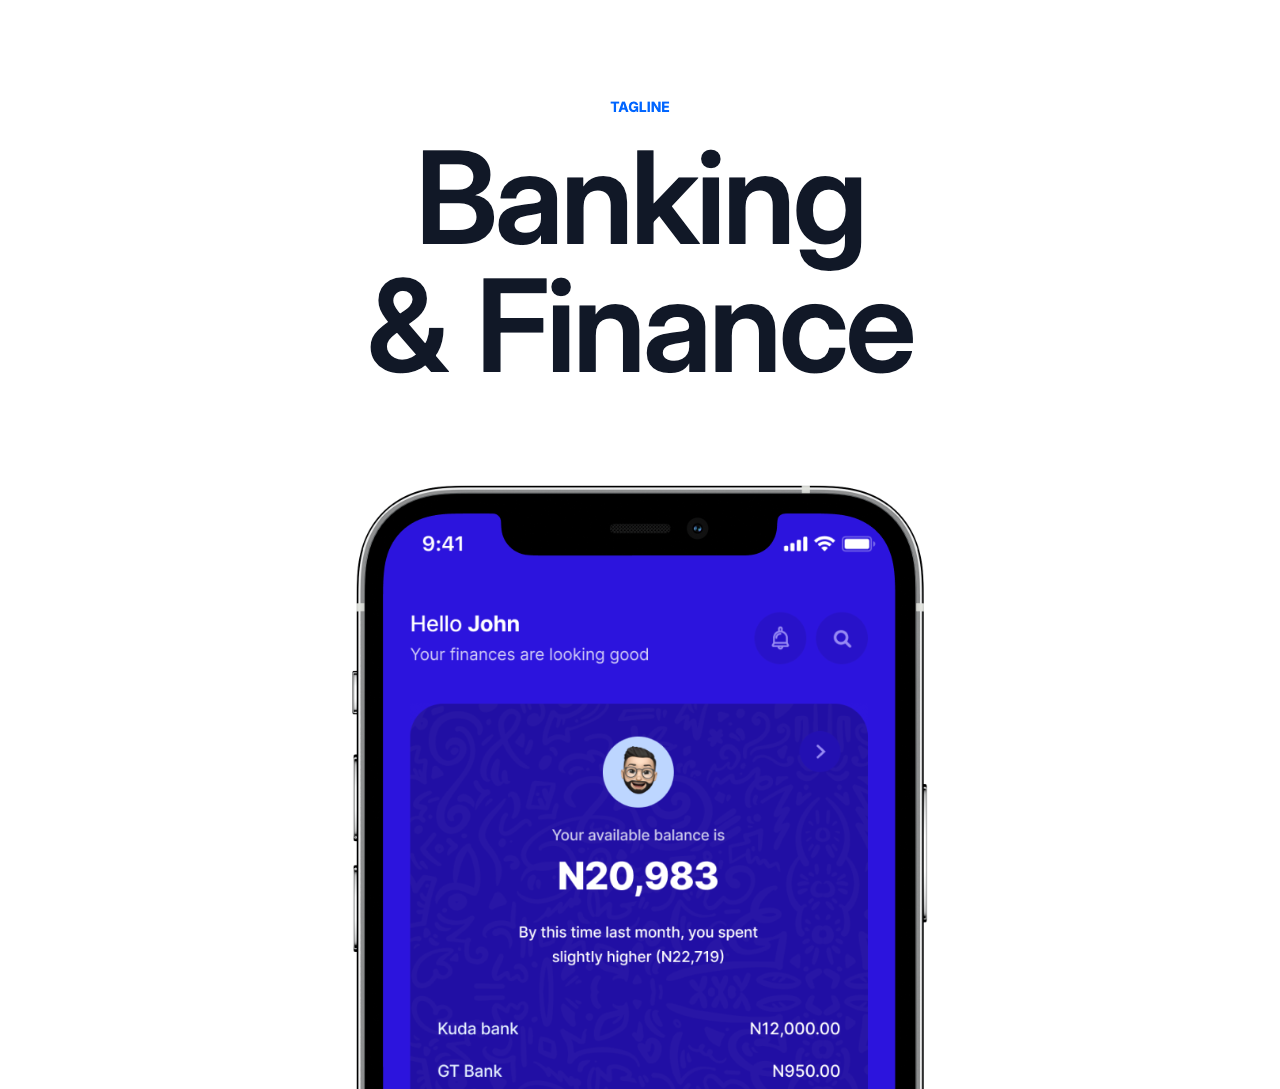 TAGLINE
Banking
& Finance
9:41
Hello John
Your finances are looking good
Your available balance is
N20,983
By this time last month, you spent
slightly higher (N22,719)
Kuda bank N12,000.00
GT Bank N950.00